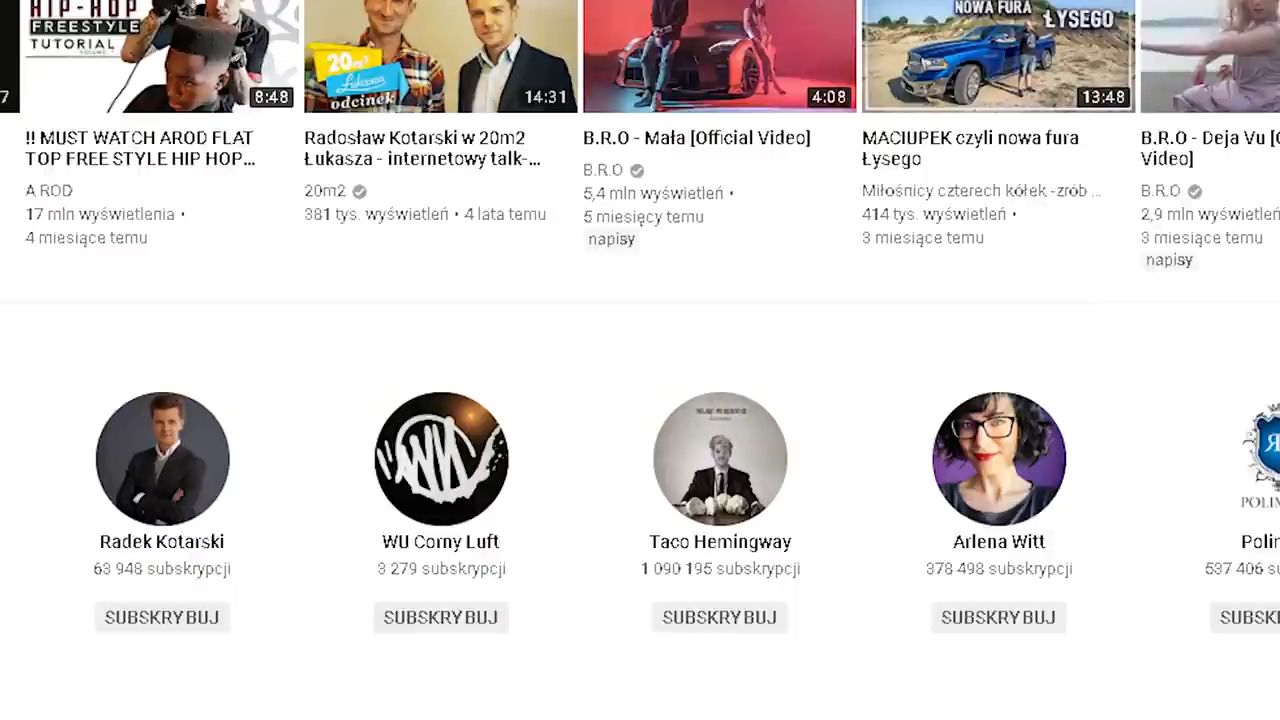 HIP-HOP
FREESTYLE
TUTORIAL
20m²
Łukasza
odcinek
NOWA FURA
ŁYSEGO
7
8:48
14:31
4:08
13:48
!! MUST WATCH AROD FLAT
TOP FREE STYLE HIP HOP...
A ROD
17 mln wyświetlenia •
4 miesiące temu
Radosław Kotarski w 20m2
Łukasza - internetowy talk-...
20m2
381 tys. wyświetleń • 4 lata temu
B.R.O - Mała [Official Video]
B.R.O
5,4 mln wyświetleń •
5 miesięcy temu
napisy
MACIUPEK czyli nowa fura
Łysego
Miłośnicy czterech kółek -zrób ...
414 tys. wyświetleń •
3 miesiące temu
B.R.O - Deja Vu [O
Video]
B.R.O
2,9 mln wyświetleń
3 miesiące temu
napisy
Radek Kotarski
63 948 subskrypcji
SUBSKRYBUJ
WU Corny Luft
3 279 subskrypcji
SUBSKRYBUJ
Taco Hemingway
1 090 195 subskrypcji
SUBSKRYBUJ
Arlena Witt
378 498 subskrypcji
SUBSKRYBUJ
POLIM
Polim
537 406 su
SUBSK